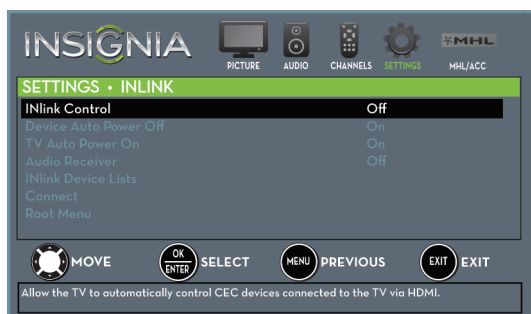 INSIGNIA
PICTURE AUDIO CHANNELS SETTINGS MHL MHL/ACC
SETTINGS • INLINK
INlink Control Off
Device Auto Power Off On
TV Auto Power On On
Audio Receiver Off
INlink Device Lists
Connect
Root Menu
MOVE OK ENTER SELECT MENU PREVIOUS EXIT EXIT
Allow the TV to automatically control CEC devices connected to the TV via HDMI.